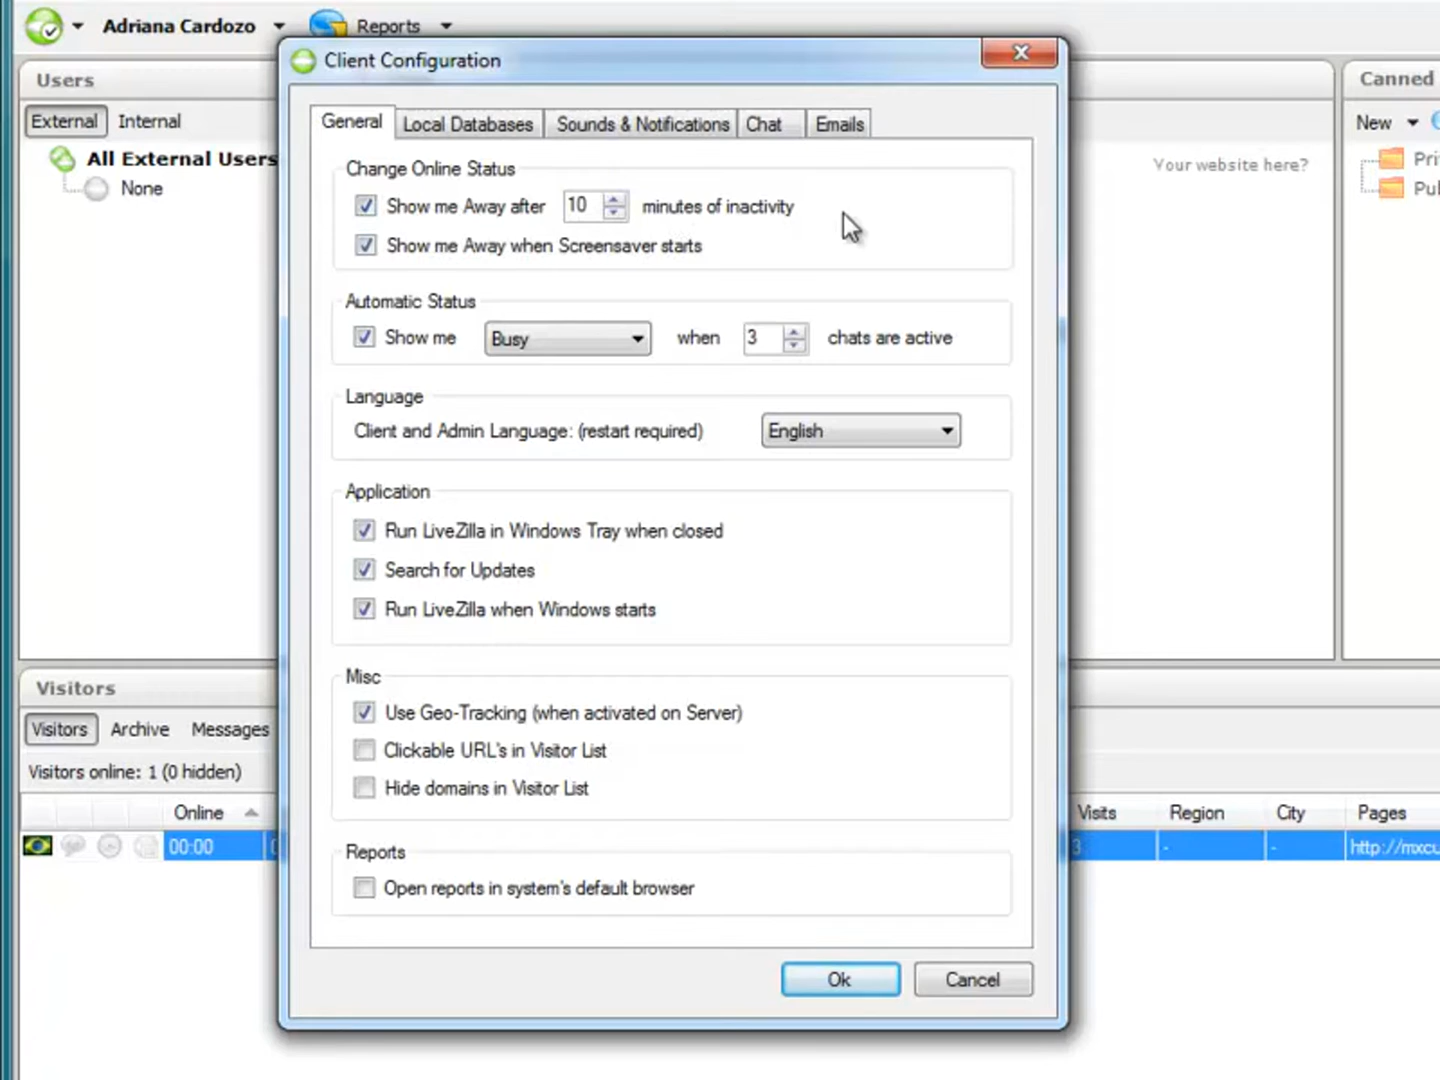 Adriana Cardozo
Reports
Users
External
Internal
All External Users
None
Client Configuration
General
Local Databases
Sounds & Notifications
Chat
Emails
Change Online Status
Show me Away after 10 minutes of inactivity
Show me Away when Screensaver starts
Automatic Status
Show me Busy when 3 chats are active
Language
Client and Admin Language: (restart required) English
Application
Run LiveZilla in Windows Tray when closed
Search for Updates
Run LiveZilla when Windows starts
Misc
Use Geo-Tracking (when activated on Server)
Clickable URL's in Visitor List
Hide domains in Visitor List
Reports
Open reports in system's default browser
Ok
Cancel
Your website here?
Canned
New
Pri
Pul
Visitors
Visitors
Archive
Messages
Visitors online: 1 (0 hidden)
Online
Visits
Region
City
Pages
00:00
3
-
-
http://mxcu